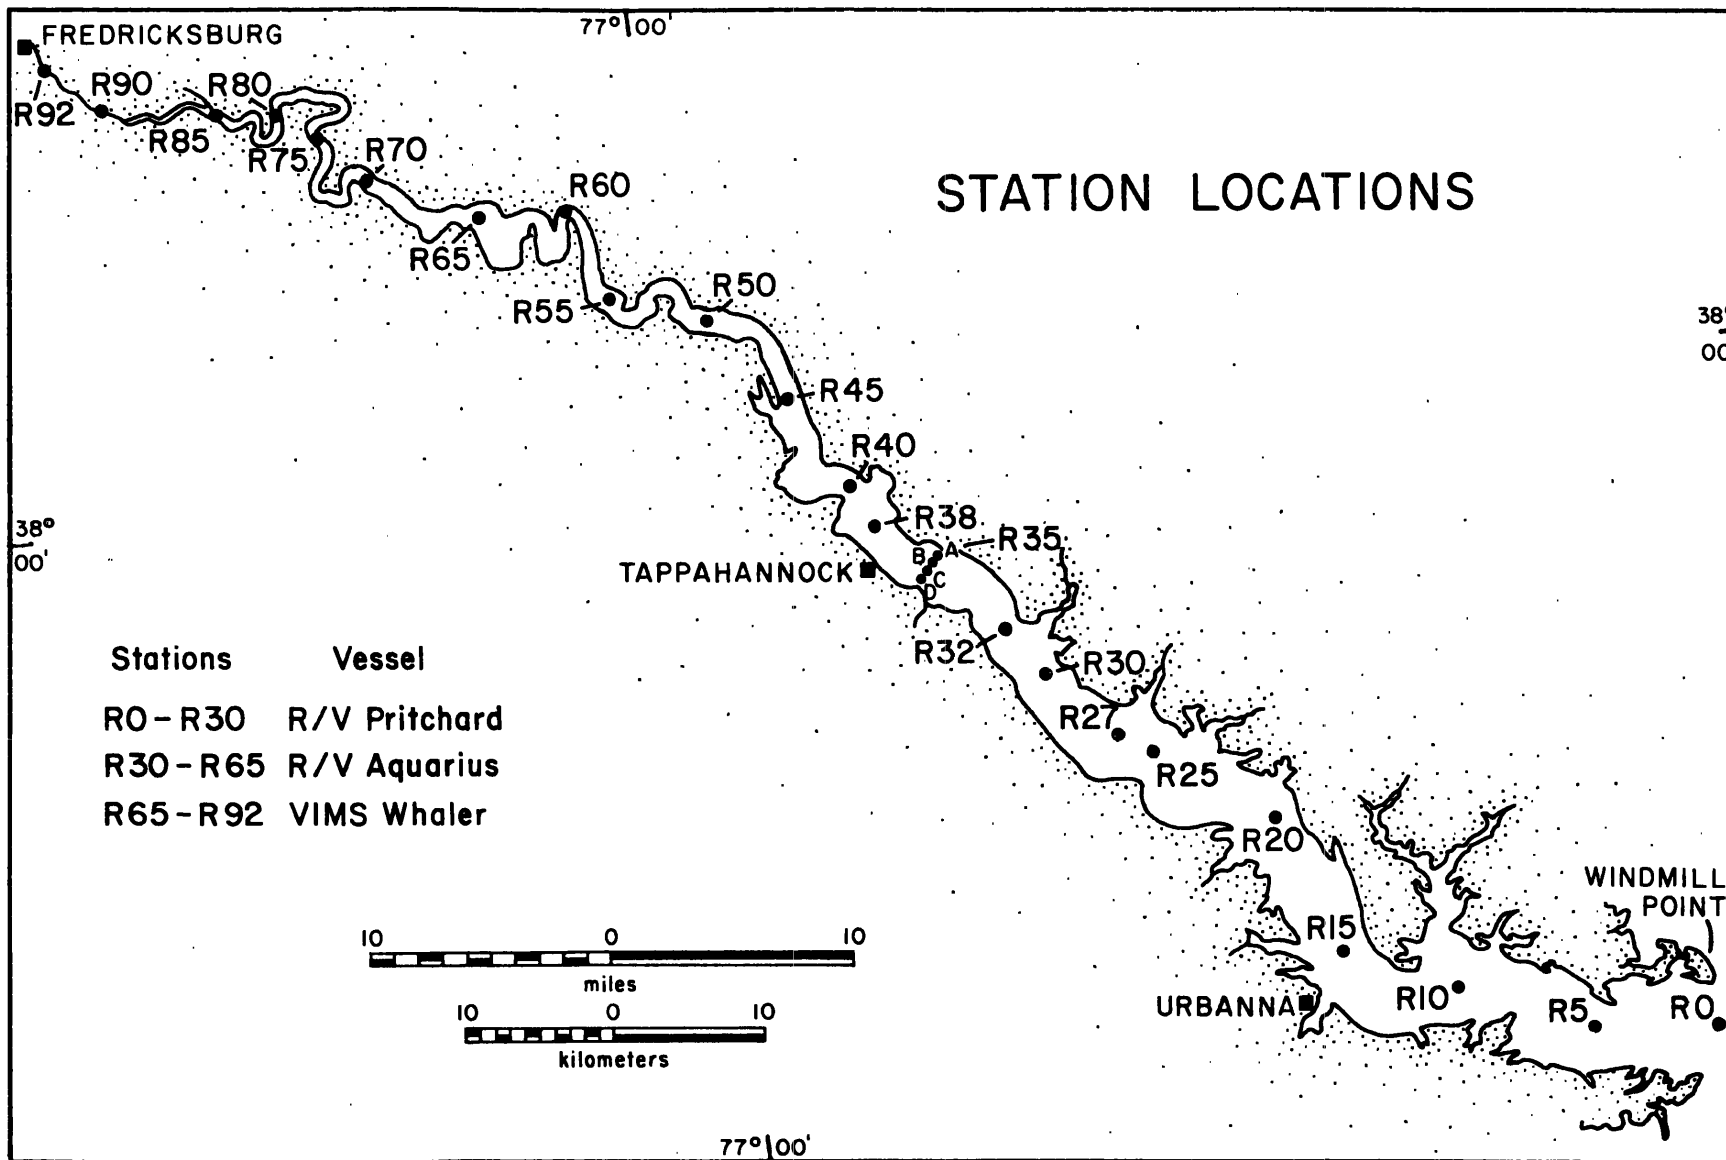 77° 00'
FREDRICKSBURG
R90
R80
R92
R85
R75
R70
R60
STATION LOCATIONS
R65
R50
R55
38°
00'
R45
R40
R38
38°
00'
R35
A
B
C
D
TAPPAHANNOCK
R32
R30
Stations Vessel
R0-R30 R/V Pritchard
R30-R65 R/V Aquarius
R65-R92 VIMS Whaler
R27
R25
R20
WINDMILL
POINT
R15
10 0 10
miles
URBANNA
R10
R5
R0
10 0 10
kilometers
77° 00'